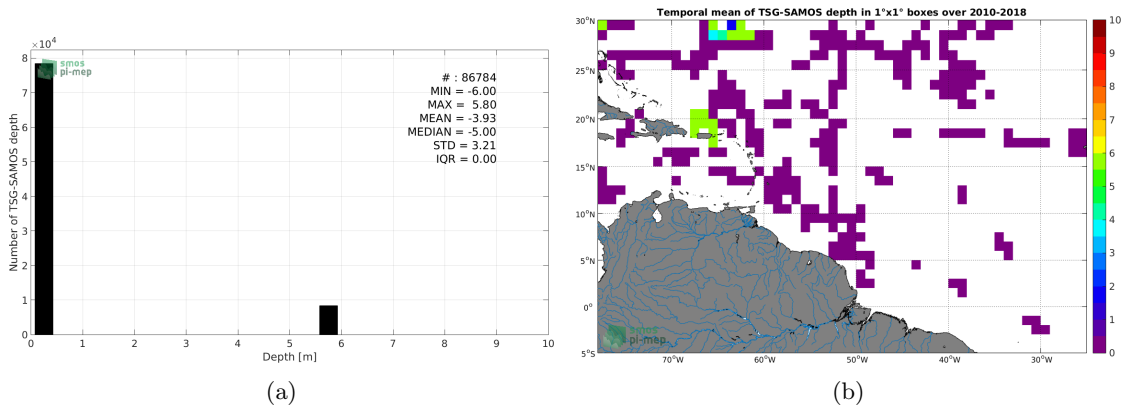 ×10^4
8
7
6
5
4
3
2
1
0
Number of TSG-SAMOS depth
smos
pi-mep
# : 86784
MIN = -6.00
MAX = 5.80
MEAN = -3.93
MEDIAN = -5.00
STD = 3.21
IQR = 0.00
0 1 2 3 4 5 6 7 8 9 10
Depth [m]
(a)
Temporal mean of TSG-SAMOS depth in 1°x1° boxes over 2010-2018
30°N
25°N
20°N
15°N
10°N
5°N
0°
5°S
smos
pi-mep
70°W 60°W 50°W 40°W 30°W
10
9
8
7
6
5
4
3
2
1
0
(b)